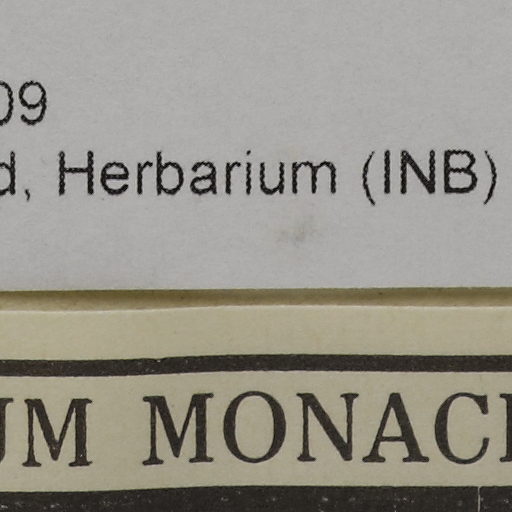 09
d, Herbarium (INB)
UM MONAC